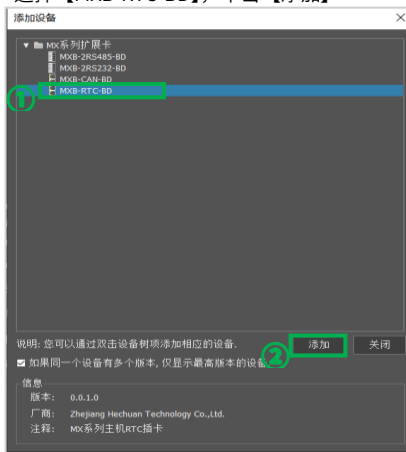 选择【MXB-RTC-BD】，单击【添加】
添加设备
MX系列扩展卡
MXB-2RS485-BD
MXB-2RS232-BD
MXB-CAN-BD
① MXB-RTC-BD
说明: 您可以通过双击设备树项添加相应的设备.
② 添加 关闭
如果同一个设备有多个版本, 仅显示最高版本的设备
信息
版本: 0.0.1.0
厂商: Zhejiang Hechuan Technology Co.,Ltd.
注释: MX系列主机RTC插卡